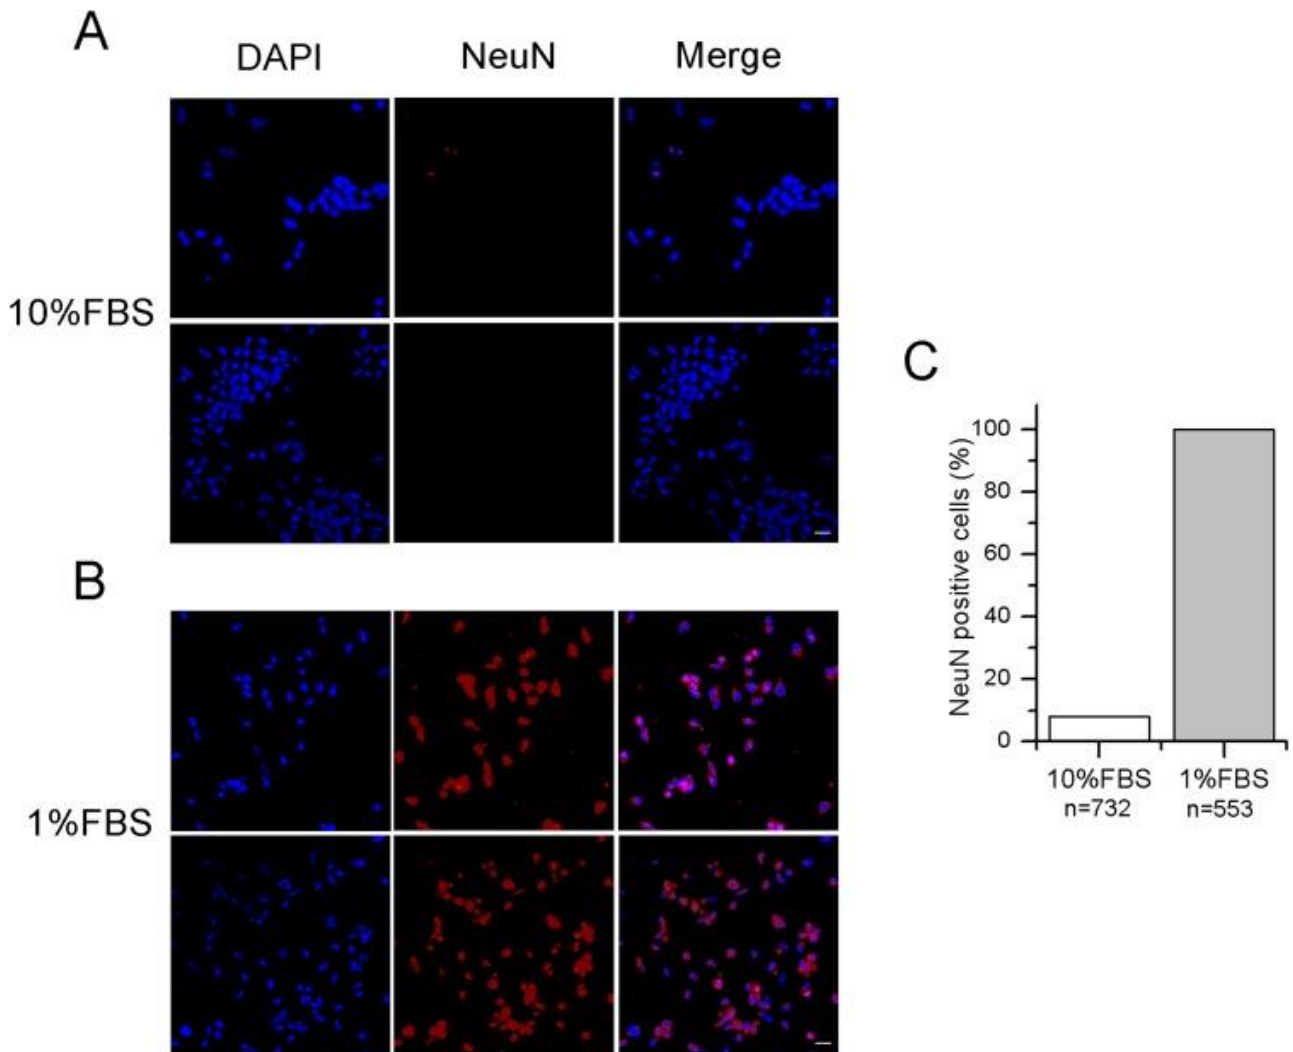 A
DAPI NeuN Merge
10%FBS
B
1%FBS
C
NeuN positive cells (%)
100
80
60
40
20
0
10%FBS 1%FBS
n=732 n=553